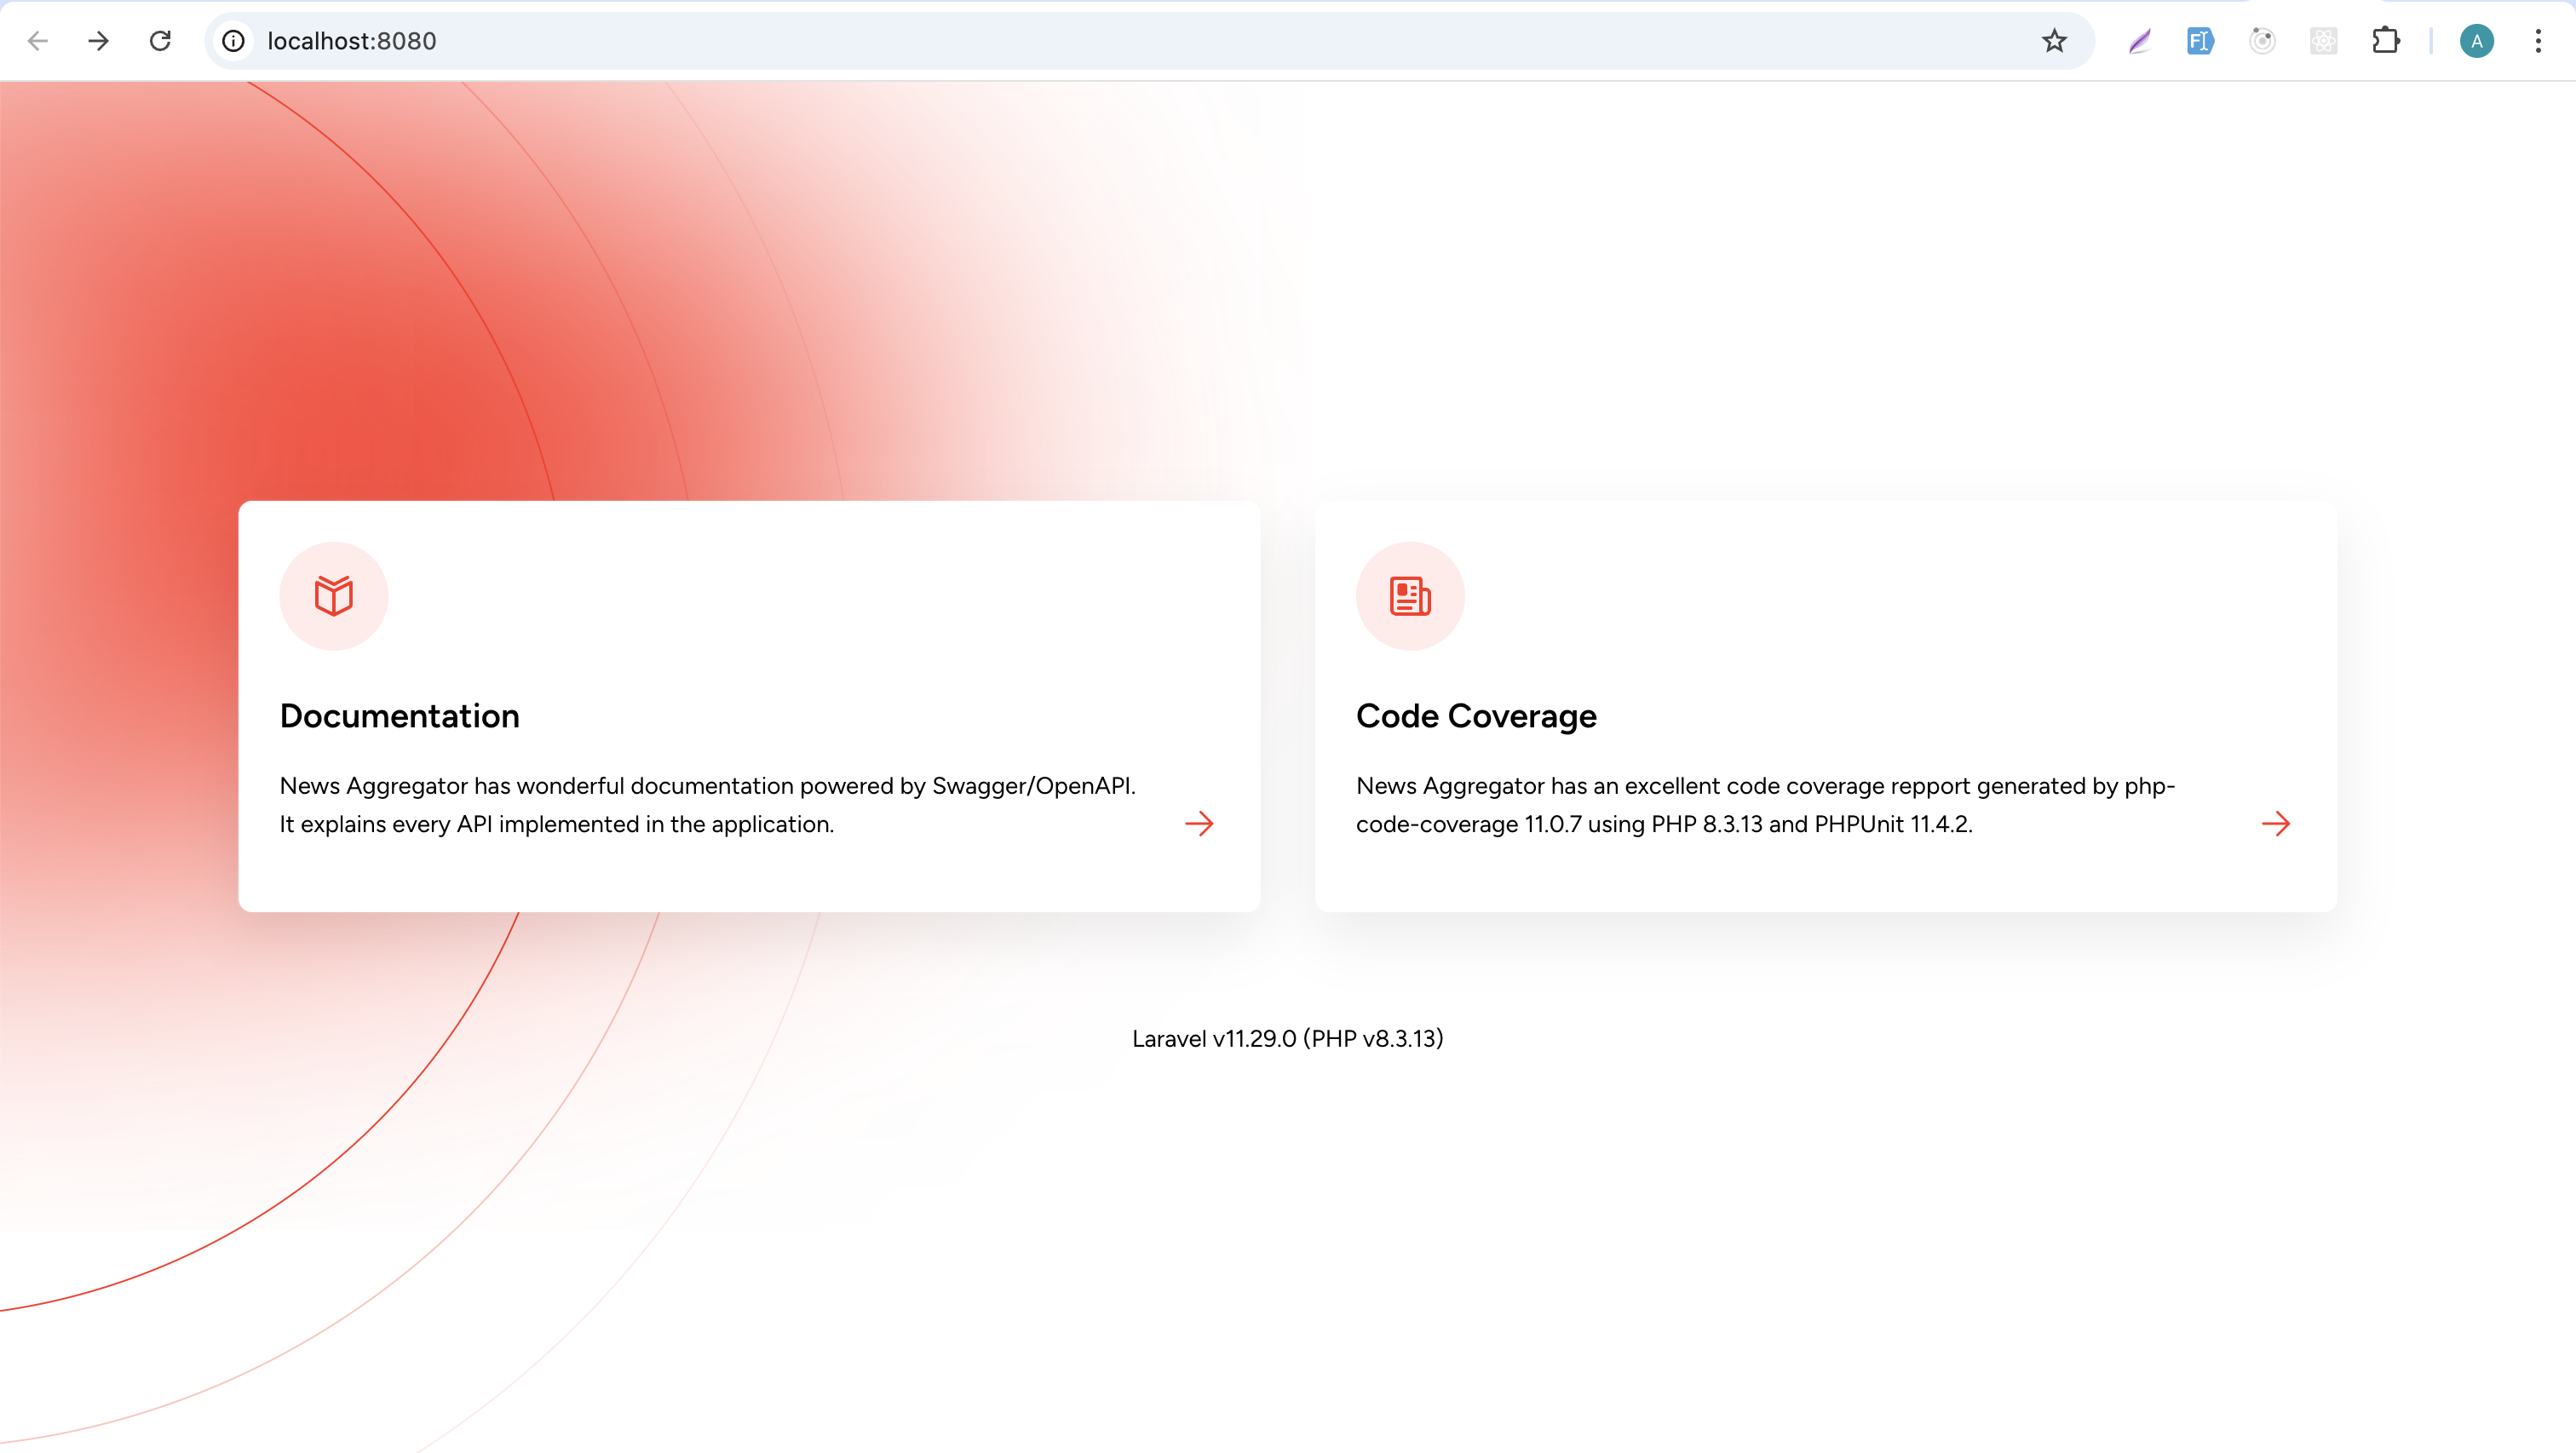 localhost:8080
A
Documentation
News Aggregator has wonderful documentation powered by Swagger/OpenAPI.
It explains every API implemented in the application.
Code Coverage
News Aggregator has an excellent code coverage repport generated by php-
code-coverage 11.0.7 using PHP 8.3.13 and PHPUnit 11.4.2.
Laravel v11.29.0 (PHP v8.3.13)